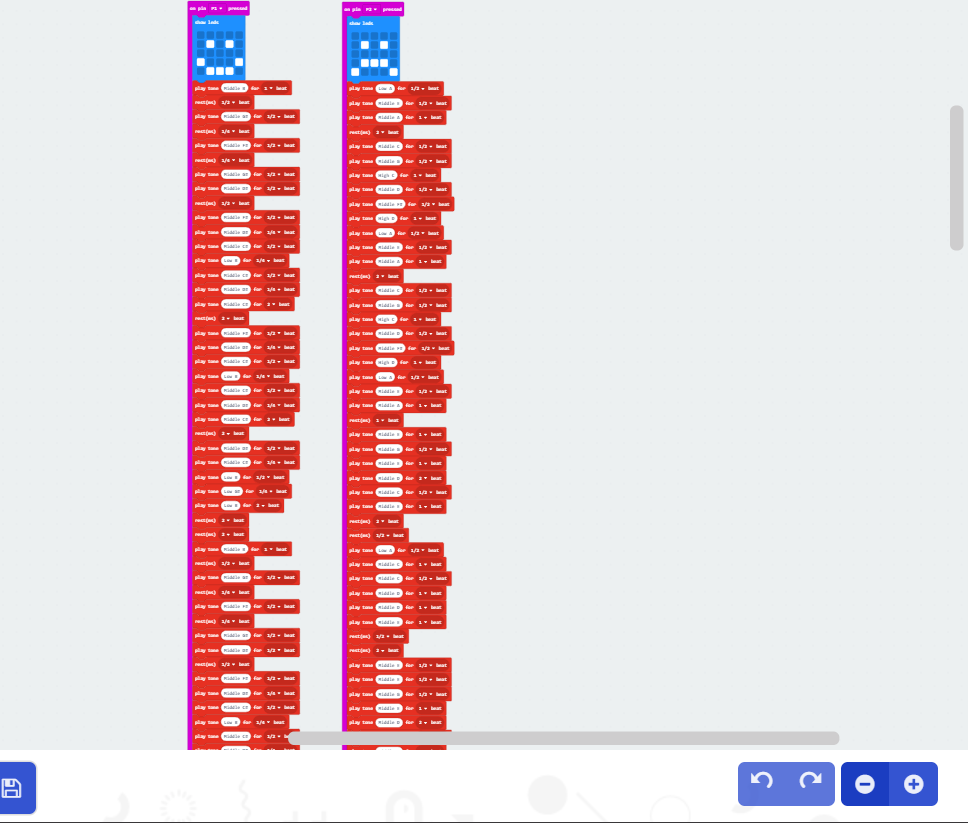 on pin P1 pressed
show leds
play tone Middle B for 1 beat
rest(ms) 1/2 beat
play tone Middle for 1/2 beat
rest(ms) 1/4 beat
play tone Middle F# for 1/2 beat
rest(ms) 1/4 beat
play tone Middle for 1/2 beat
play tone Middle for 1/2 beat
rest(ms) 1/2 beat
play tone Middle F# for 1/2 beat
play tone Middle for 1/4 beat
play tone Middle C# for 1/2 beat
play tone Low B for 1/4 beat
play tone Middle C# for 1/2 beat
play tone Middle for 1/4 beat
play tone Middle C# for 2 beat
rest(ms) 2 beat
play tone Middle F# for 1/2 beat
play tone Middle for 1/4 beat
play tone Middle C# for 1/2 beat
play tone Low B for 1/4 beat
play tone Middle C# for 1/2 beat
play tone Middle for 1/4 beat
play tone Middle C# for 2 beat
rest(ms) 2 beat
play tone Middle for 1/2 beat
play tone Middle C# for 1/4 beat
play tone Low B for 1/2 beat
play tone Low for 1/4 beat
play tone Low B for beat
rest(ms) 2 beat
rest(ms) 2 beat
play tone Middle B for 1 beat
rest(ms) 1/2 beat
play tone Middle for 1/2 beat
rest(ms) 1/4 beat
play tone Middle F# for 1/2 beat
rest(ms) 1/4 beat
play tone Middle for 1/2 beat
play tone Middle for 1/2 beat
rest(ms) 1/2 beat
play tone Middle F# for 1/2 beat
play tone Middle for 1/4 beat
play tone Middle C# for 1/2 beat
play tone Low B for 1/4 beat
play tone Middle C# for 1/2
on pin P2 pressed
show leds
play tone Low A for 1/2 beat
play tone Middle E for 1/2 beat
play tone Middle A for 1 beat
rest(ms) 2 beat
play tone Middle C for 1/2 beat
play tone Middle G for 1/2 beat
play tone High C for 1 beat
play tone Middle D for 1/2 beat
play tone Middle F# for 1/2 beat
play tone High D for 1 beat
play tone Low A for 1/2 beat
play tone Middle E for 1/2 beat
play tone Middle A for 1 beat
rest(ms) 2 beat
play tone Middle C for 1/2 beat
play tone Middle G for 1/2 beat
play tone High C for 1 beat
play tone Middle D for 1/2 beat
play tone Middle F# for 1/2 beat
play tone High D for 1 beat
play tone Low A for 1/2 beat
play tone Middle E for 1/2 beat
play tone Middle A for 1 beat
rest(ms) 1 beat
play tone Middle E for 1 beat
play tone Middle G for 1/2 beat
play tone Middle E for 1 beat
play tone Middle D for 2 beat
play tone Middle C for 1/2 beat
play tone Middle for 1 beat
rest(ms) 2 beat
rest(ms) 1/2 beat
play tone Low A for 1/2 beat
play tone Middle C for 1 beat
play tone Middle C for 1/2 beat
play tone Middle D for 1 beat
play tone Middle D for 1 beat
play tone Middle E for 1 beat
rest(ms) 1/2 beat
rest(ms) 2 beat
play tone Middle E for 1/2 beat
play tone Middle E for 1/2 beat
play tone Middle G for 1/2 beat
play tone Middle E for 1 beat
play tone Middle D for 2 beat